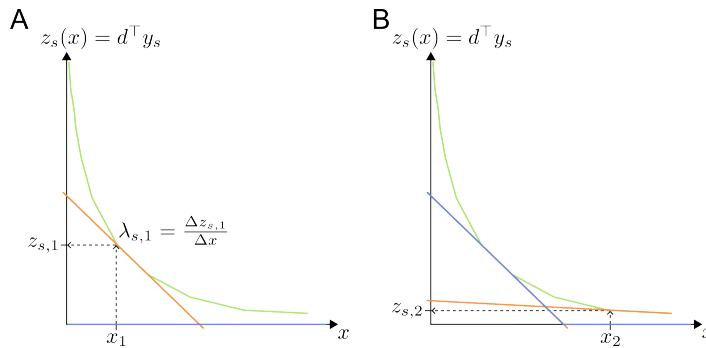 A
z_s(x) = d^⊤ y_s
λ_{s,1} = Δz_{s,1} / Δx
z_{s,1}
x_1
x
B
z_s(x) = d^⊤ y_s
z_{s,2}
x_2